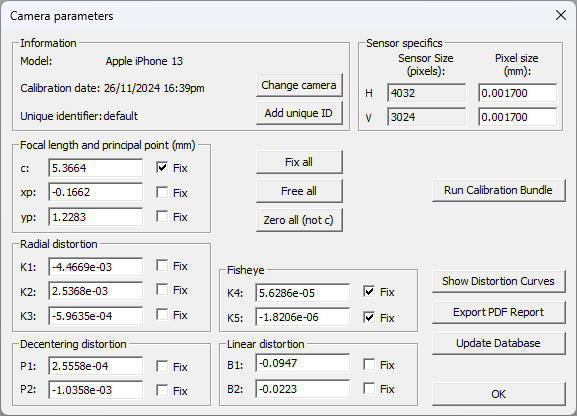 Camera parameters
Information
Model: Apple iPhone 13
Calibration date: 26/11/2024 16:39pm
Change camera
Unique identifier: default
Add unique ID
Sensor specifics
Sensor Size (pixels):
Pixel size (mm):
H 4032 0.001700
V 3024 0.001700
Focal length and principal point (mm)
c: 5.3664 Fix
xp: -0.1662 Fix
yp: 1.2283 Fix
Fix all
Free all
Zero all (not c)
Run Calibration Bundle
Radial distortion
K1: -4.4669e-03 Fix
K2: 2.5368e-03 Fix
K3: -5.9635e-04 Fix
Fisheye
K4: 5.6286e-05 Fix
K5: -1.8206e-06 Fix
Show Distortion Curves
Export PDF Report
Update Database
Decentering distortion
P1: 2.5558e-04 Fix
P2: -1.0358e-03 Fix
Linear distortion
B1: -0.0947 Fix
B2: -0.0223 Fix
OK